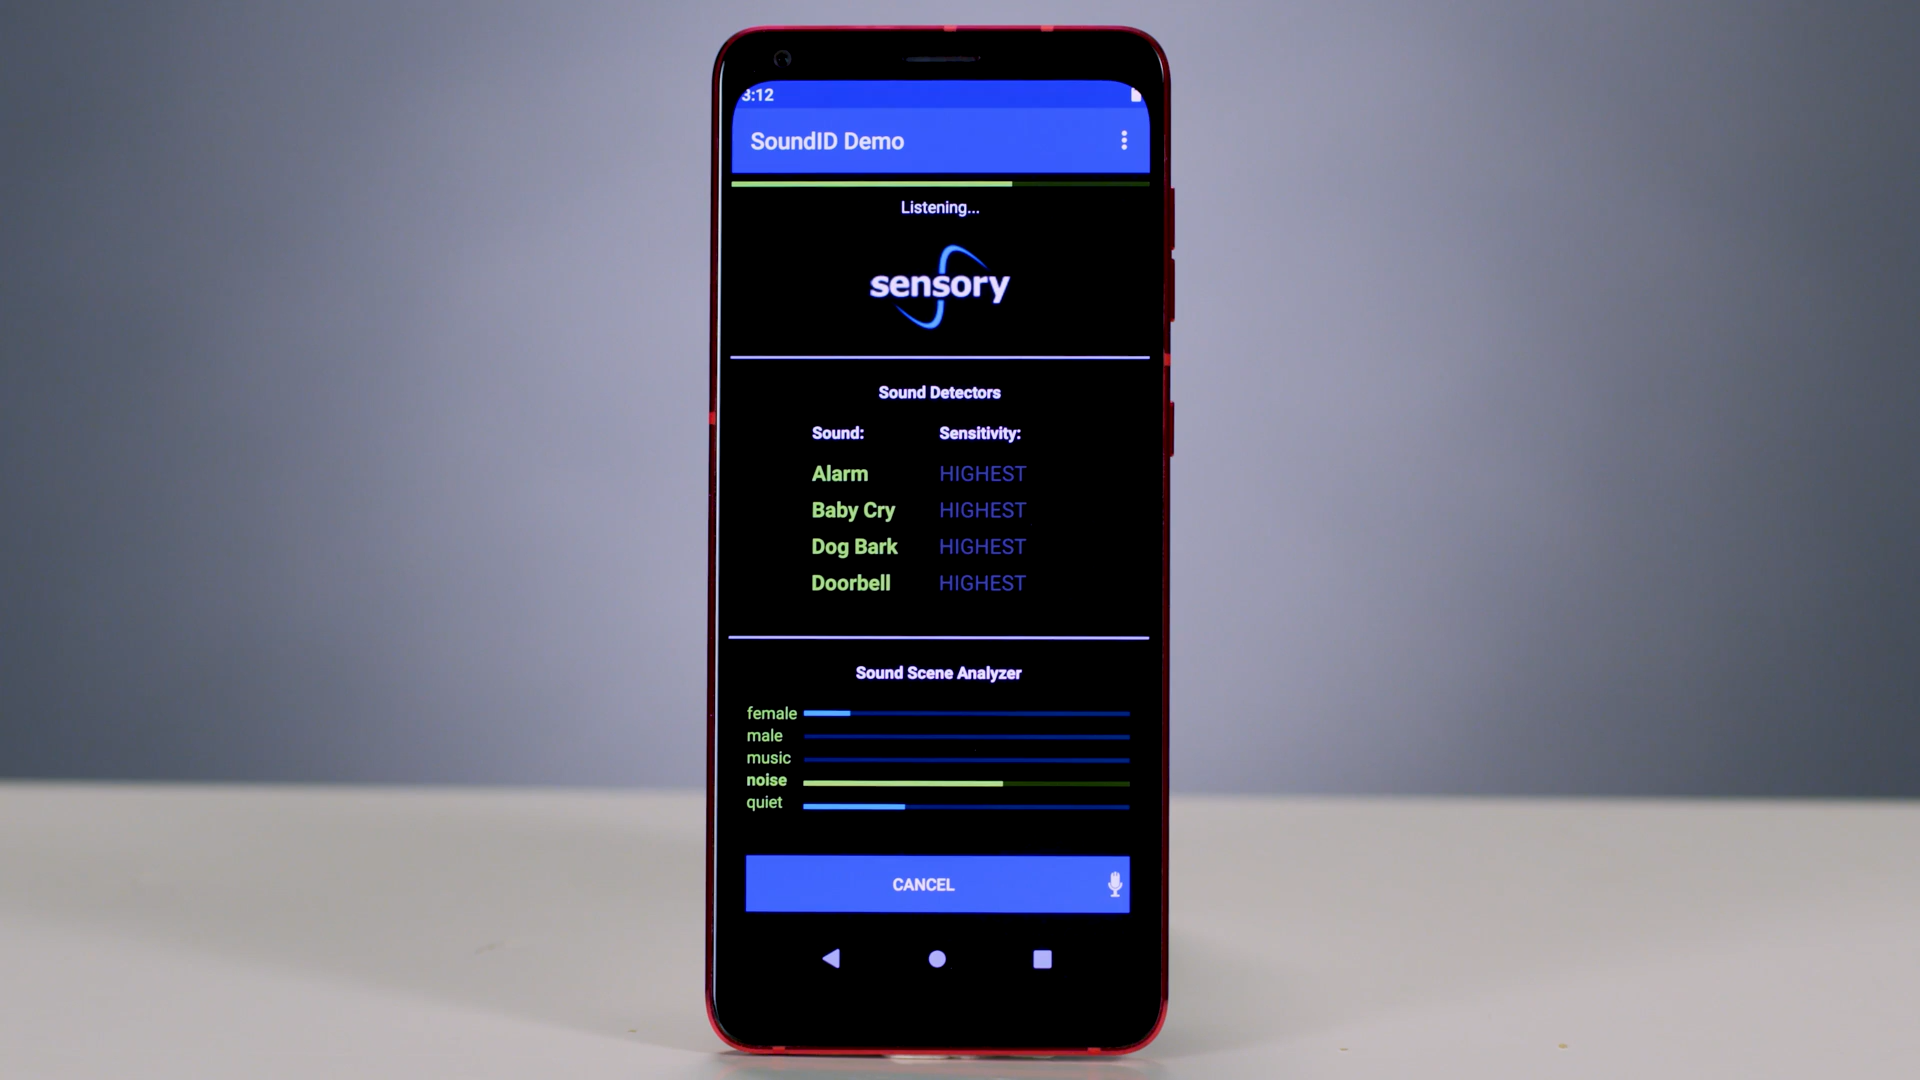 3:12
SoundID Demo
Listening...
sensory
Sound Detectors
Sound: Sensitivity:
Alarm HIGHEST
Baby Cry HIGHEST
Dog Bark HIGHEST
Doorbell HIGHEST
Sound Scene Analyzer
female
male
music
noise
quiet
CANCEL